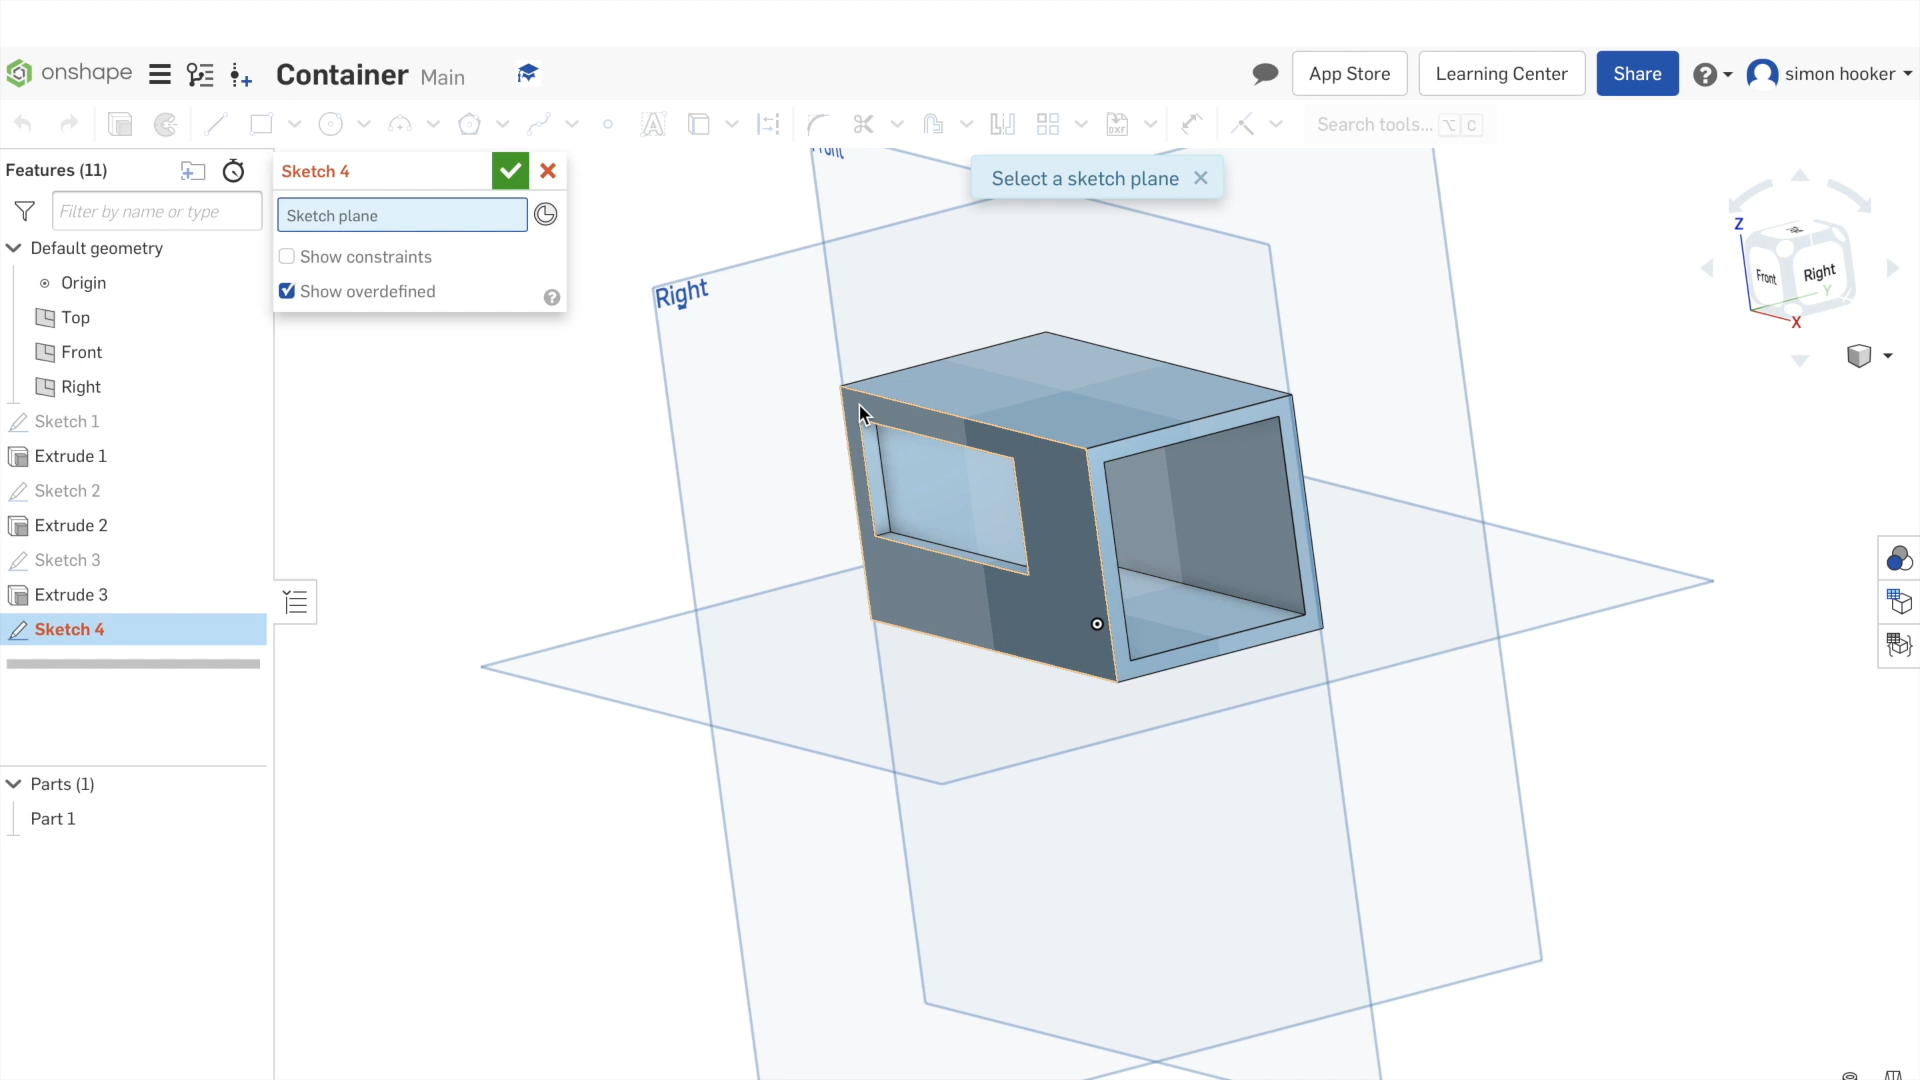 onshape Container Main App Store Learning Center Share simon hooker
Search tools... ⌥ C
Features (11)
Filter by name or type
Default geometry
Origin
Top
Front
Right
Sketch 1
Extrude 1
Sketch 2
Extrude 2
Sketch 3
Extrude 3
Sketch 4
Parts (1)
Part 1
Sketch 4
Sketch plane
Show constraints
Show overdefined
Select a sketch plane
Front
Right
Z
Front
Right
Y
X
DXF